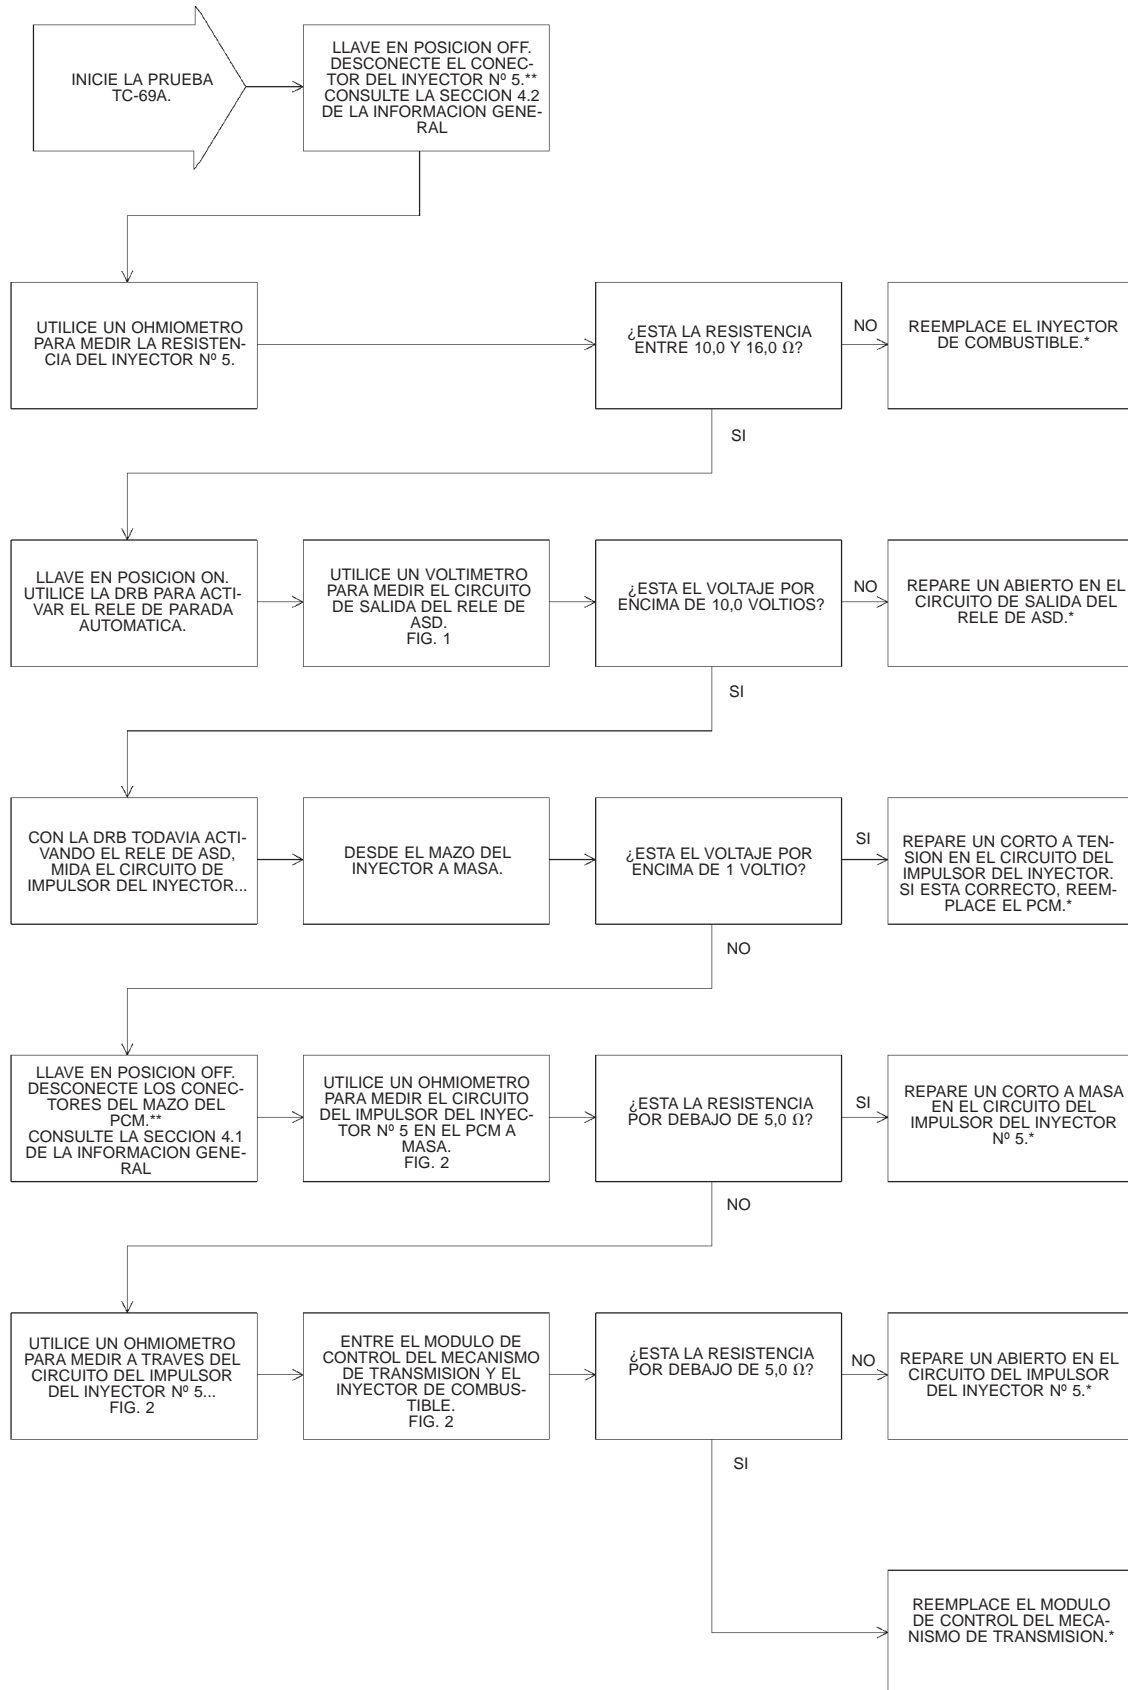 INICIE LA PRUEBA
TC-69A.
LLAVE EN POSICION OFF.
DESCONECTE EL CONEC-
TOR DEL INYECTOR Nº 5.**
CONSULTE LA SECCION 4.2
DE LA INFORMACION GENE-
RAL
UTILICE UN OHMIOMETRO
PARA MEDIR LA RESISTEN-
CIA DEL INYECTOR Nº 5.
¿ESTA LA RESISTENCIA
ENTRE 10,0 Y 16,0 Ω?
NO
REEMPLACE EL INYECTOR
DE COMBUSTIBLE.*
SI
LLAVE EN POSICION ON.
UTILICE LA DRB PARA ACTI-
VAR EL RELE DE PARADA
AUTOMATICA.
UTILICE UN VOLTIMETRO
PARA MEDIR EL CIRCUITO
DE SALIDA DEL RELE DE
ASD.
FIG. 1
¿ESTA EL VOLTAJE POR
ENCIMA DE 10,0 VOLTIOS?
NO
REPARE UN ABIERTO EN EL
CIRCUITO DE SALIDA DEL
RELE DE ASD.*
SI
CON LA DRB TODAVIA ACTI-
VANDO EL RELE DE ASD,
MIDA EL CIRCUITO DE
IMPULSOR DEL INYECTOR...
DESDE EL MAZO DEL
INYECTOR A MASA.
¿ESTA EL VOLTAJE POR
ENCIMA DE 1 VOLTIO?
SI
REPARE UN CORTO A TEN-
SION EN EL CIRCUITO DEL
IMPULSOR DEL INYECTOR.
SI ESTA CORRECTO, REEM-
PLACE EL PCM.*
NO
LLAVE EN POSICION OFF.
DESCONECTE LOS CONEC-
TORES DEL MAZO DEL
PCM.**
CONSULTE LA SECCION 4.1
DE LA INFORMACION GENE-
RAL
UTILICE UN OHMIOMETRO
PARA MEDIR EL CIRCUITO
DEL IMPULSOR DEL INYEC-
TOR Nº 5 EN EL PCM A
MASA.
FIG. 2
¿ESTA LA RESISTENCIA
POR DEBAJO DE 5,0 Ω?
SI
REPARE UN CORTO A MASA
EN EL CIRCUITO DEL
IMPULSOR DEL INYECTOR
Nº 5.*
NO
UTILICE UN OHMIOMETRO
PARA MEDIR A TRAVES DEL
CIRCUITO DEL IMPULSOR
DEL INYECTOR Nº 5...
FIG. 2
ENTRE EL MODULO DE
CONTROL DEL MECANISMO
DE TRANSMISION Y EL
INYECTOR DE COMBUS-
TIBLE.
FIG. 2
¿ESTA LA RESISTENCIA
POR DEBAJO DE 5,0 Ω?
NO
REPARE UN ABIERTO EN EL
CIRCUITO DEL IMPULSOR
DEL INYECTOR Nº 5.*
SI
REEMPLACE EL MODULO
DE CONTROL DEL MECA-
NISMO DE TRANSMISION.*